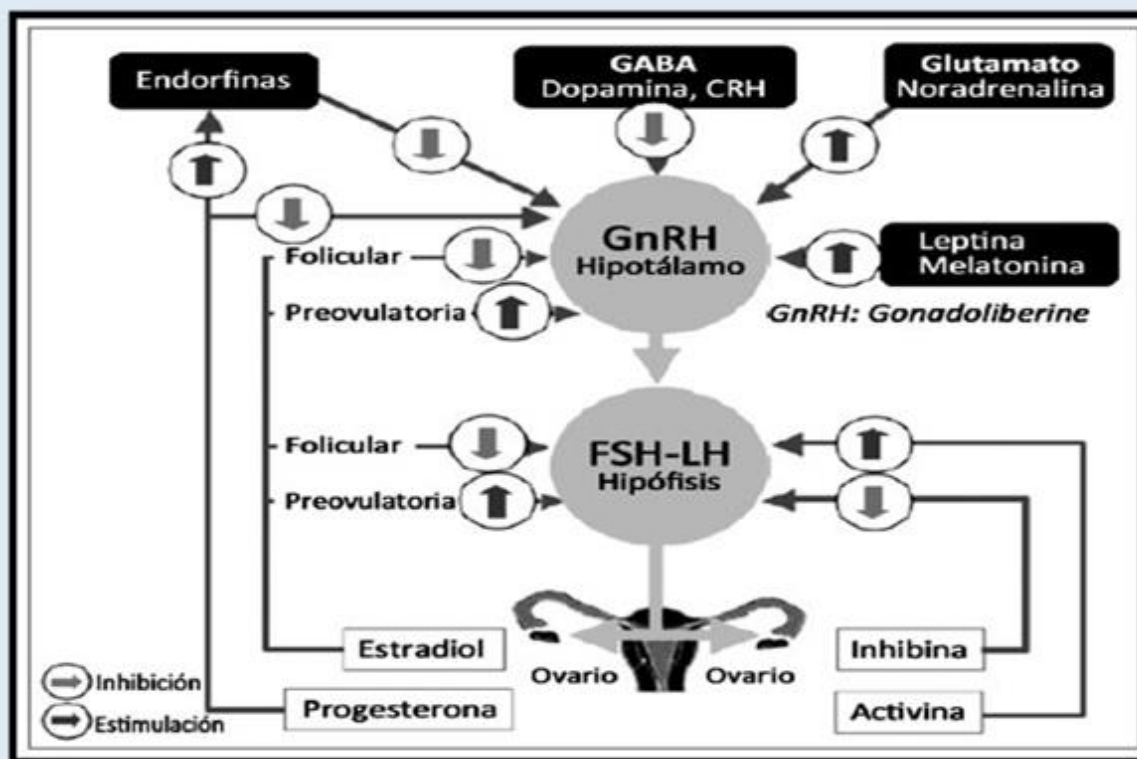 Endorfinas
GABA
Dopamina, CRH
Glutamato
Noradrenalina
GnRH
Hipotálamo
Leptina
Melatonina
GnRH: Gonadoliberine
Folicular
Preovulatoria
Folicular
Preovulatoria
FSH-LH
Hipófisis
Estradiol
Progesterona
Ovario
Ovario
Inhibina
Activina
Inhibición
Estimulación